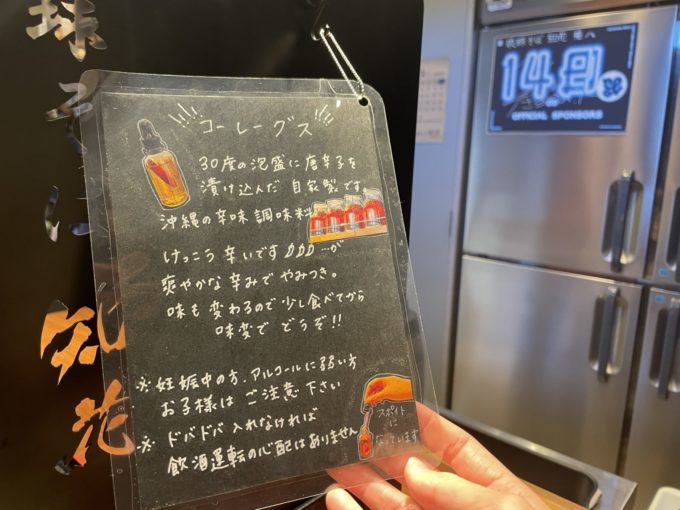 コーレーグス
30度の泡盛に唐辛子を
漬け込んだ 自家製です。
沖縄の辛味調味料
けっこう辛いです…が
爽やかな辛みでやみつき。
味も変わるので少し食べてから
味変で どうぞ!!
※妊娠中の方、アルコールに弱い方
お子様は ご注意下さい
※ドバドバ入れなければ
飲酒運転の心配はありません
スポイト
に
なっています
知花
14
OFFICIAL SPONSORS